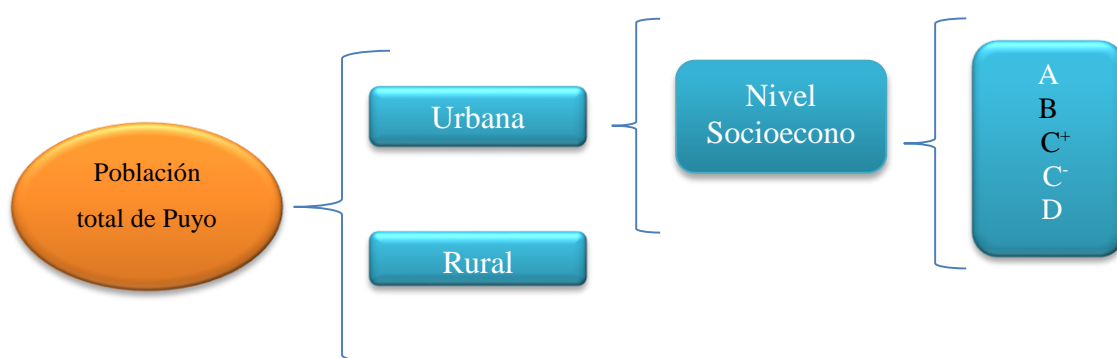 Población
total de Puyo
Urbana
Rural
Nivel
Socioecono
A
B
C⁺
C⁻
D